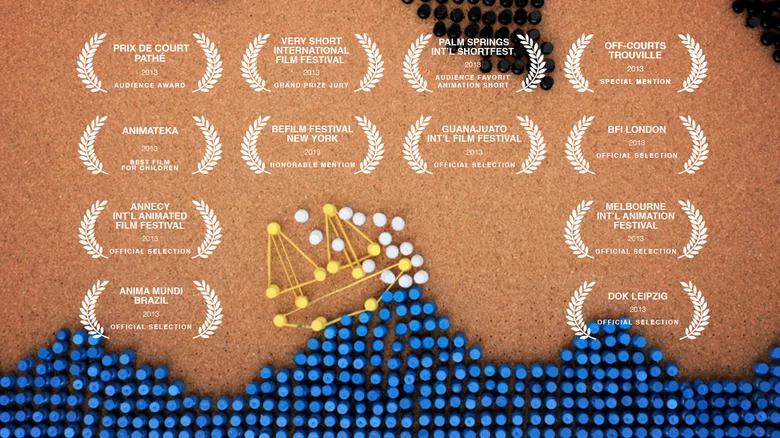 PRIX DE COURT
PATHÉ
2013
AUDIENCE AWARD
VERY SHORT
INTERNATIONAL
FILM FESTIVAL
2013
GRAND PRIZE JURY
PALM SPRINGS
INT'L SHORTFEST
2013
AUDIENCE FAVORIT
ANIMATION SHORT
OFF-COURTS
TROUVILLE
2013
SPECIAL MENTION
ANIMATEKA
2013
BEST FILM
FOR CHILDREN
BEFILM FESTIVAL
NEW YORK
2013
HONORABLE MENTION
GUANAJUATO
INT'L FILM FESTIVAL
2013
OFFICIAL SELECTION
BFI LONDON
2013
OFFICIAL SELECTION
ANNECY
INT'L ANIMATED
FILM FESTIVAL
2013
OFFICIAL SELECTION
MELBOURNE
INT'L ANIMATION
FESTIVAL
2013
OFFICIAL SELECTION
ANIMA MUNDI
BRAZIL
2013
OFFICIAL SELECTION
DOK LEIPZIG
2013
OFFICIAL SELECTION